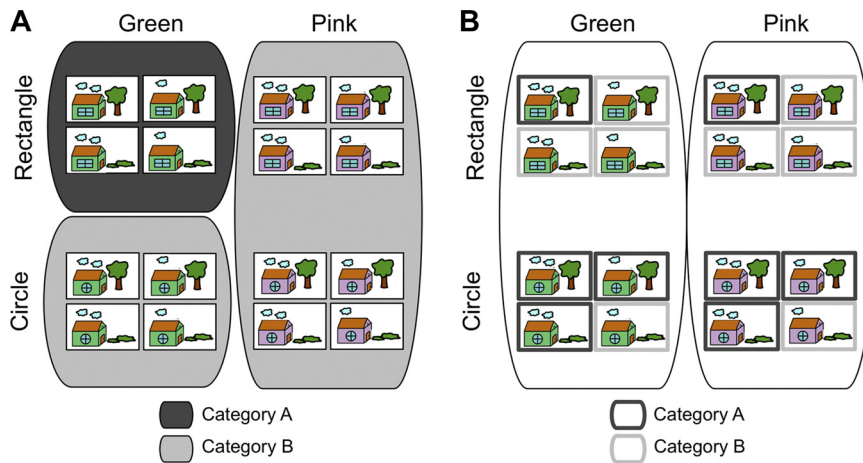 A
Green
Pink
Rectangle
Circle
Category A
Category B
B
Green
Pink
Rectangle
Circle
Category A
Category B